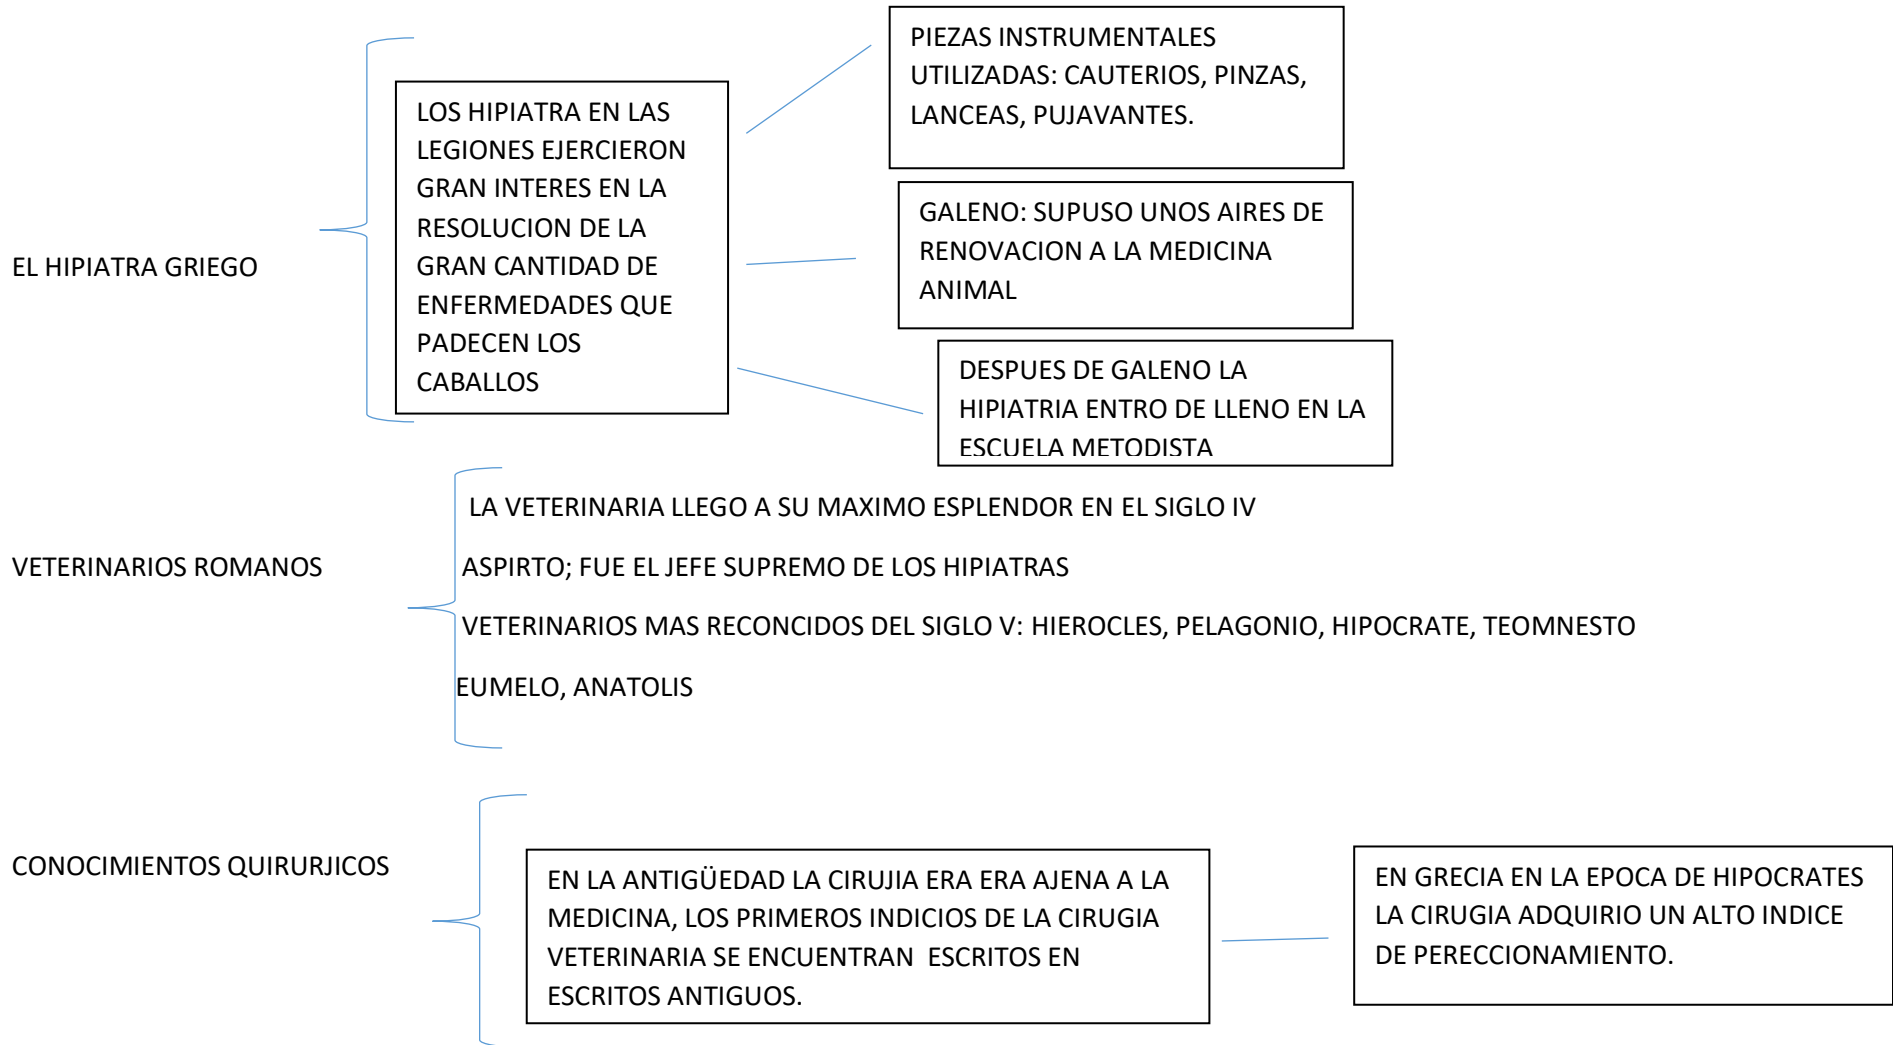 EL HIPIATRA GRIEGO
LOS HIPIATRA EN LAS
LEGIONES EJERCIERON
GRAN INTERES EN LA
RESOLUCION DE LA
GRAN CANTIDAD DE
ENFERMEDADES QUE
PADECEN LOS
CABALLOS
PIEZAS INSTRUMENTALES
UTILIZADAS: CAUTERIOS, PINZAS,
LANCEAS, PUJAVANTES.
GALENO: SUPUSO UNOS AIRES DE
RENOVACION A LA MEDICINA
ANIMAL
DESPUES DE GALENO LA
HIPIATRIA ENTRO DE LLENO EN LA
ESCUELA METODISTA
VETERINARIOS ROMANOS
LA VETERINARIA LLEGO A SU MAXIMO ESPLENDOR EN EL SIGLO IV
ASPIRTO; FUE EL JEFE SUPREMO DE LOS HIPIATRAS
VETERINARIOS MAS RECONCIDOS DEL SIGLO V: HIEROCLES, PELAGONIO, HIPOCRATE, TEOMNESTO
EUMELO, ANATOLIS
CONOCIMIENTOS QUIRURJICOS
EN LA ANTIGÜEDAD LA CIRUJIA ERA ERA AJENA A LA
MEDICINA, LOS PRIMEROS INDICIOS DE LA CIRUGIA
VETERINARIA SE ENCUENTRAN  ESCRITOS EN
ESCRITOS ANTIGUOS.
EN GRECIA EN LA EPOCA DE HIPOCRATES
LA CIRUGIA ADQUIRIO UN ALTO INDICE
DE PERECCIONAMIENTO.